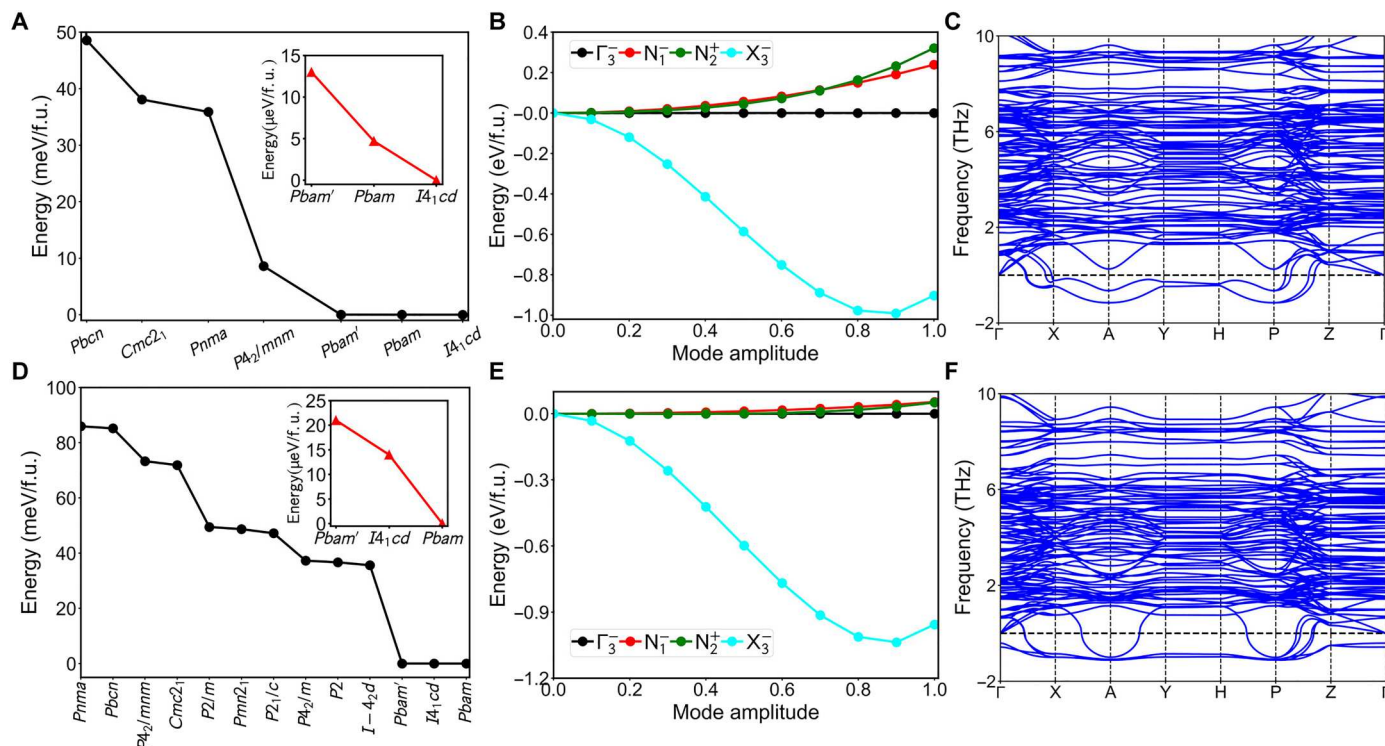 A
Energy (meV/f.u.)
50
40
30
20
10
0
Pbcn
Cmc2₁
Pnma
P4₂/mnm
Pbam′
Pbam
I4₁cd
Energy(μeV/f.u.)
15
10
5
0
Pbam′
Pbam
I4₁cd
B
Energy (eV/f.u.)
0.4
0.2
−0.0
−0.2
−0.4
−0.6
−0.8
−1.0
Γ₃⁻ N₁⁻ N₂⁺ X₃⁻
0.0 0.2 0.4 0.6 0.8 1.0
Mode amplitude
C
Frequency (THz)
10
6
2
−2
Γ X A Y H P Z Γ
D
Energy (meV/f.u.)
100
80
60
40
20
0
Pnma
Pbcn
P4₂/mnm
Cmc2₁
P2/m
Pmn2₁
P2₁/c
P4₂/m
P2
I−4₂d
Pbam′
I4₁cd
Pbam
Energy(μeV/f.u.)
25
20
15
10
5
0
Pbam′
I4₁cd
Pbam
E
Energy (eV/f.u.)
0.0
−0.3
−0.6
−0.9
−1.2
Γ₃⁻ N₁⁻ N₂⁺ X₃⁻
0.0 0.2 0.4 0.6 0.8 1.0
Mode amplitude
F
Frequency (THz)
10
6
2
−2
Γ X A Y H P Z Γ